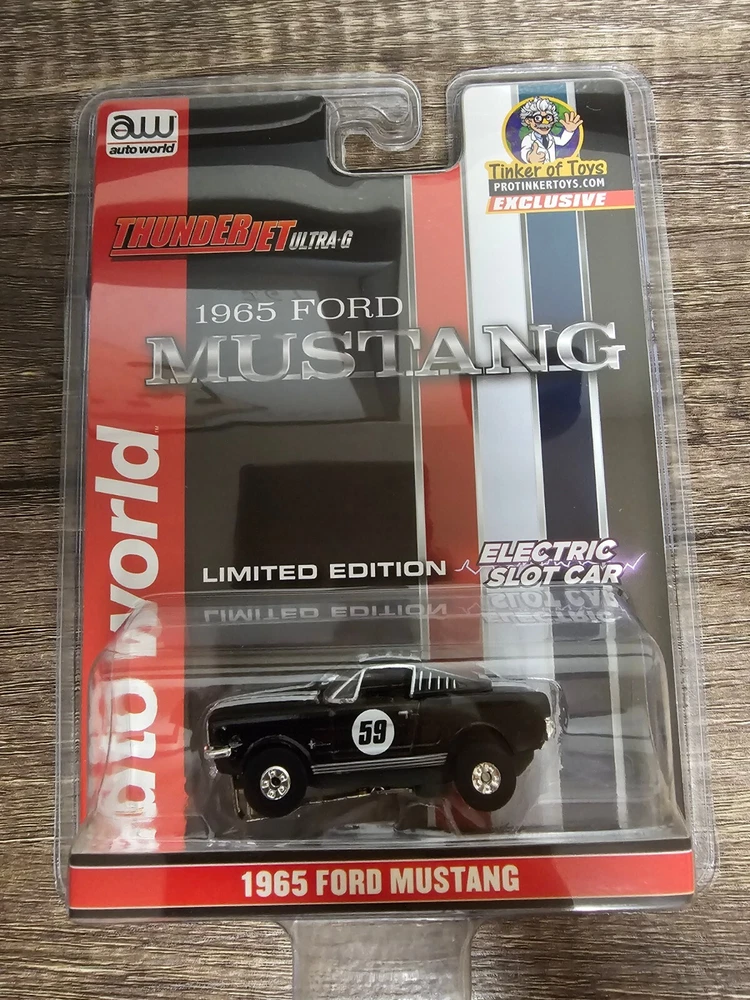 aw
auto world
Tinker of Toys
PROTINKERTOYS.COM
EXCLUSIVE
THUNDERJET ULTRA-G
1965 FORD
MUSTANG
auto world
LIMITED EDITION
ELECTRIC
SLOT CAR
59
1965 FORD MUSTANG